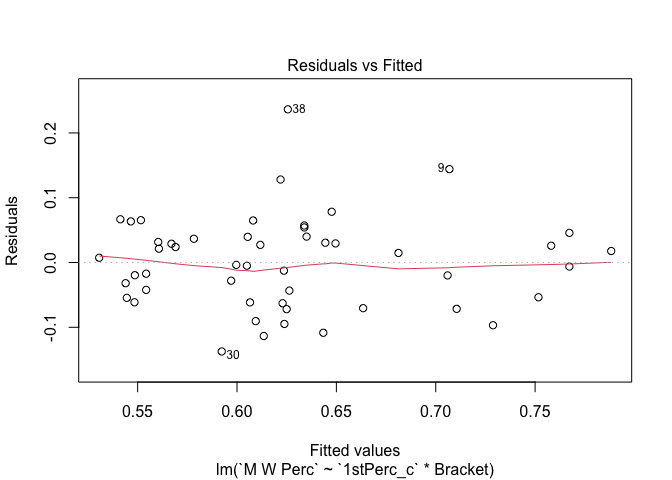 Residuals vs Fitted
Residuals
0.2
0.1
0.0
-0.1
38
9
30
0.55 0.60 0.65 0.70 0.75
Fitted values
lm(`M W Perc` ~ `1stPerc_c` * Bracket)